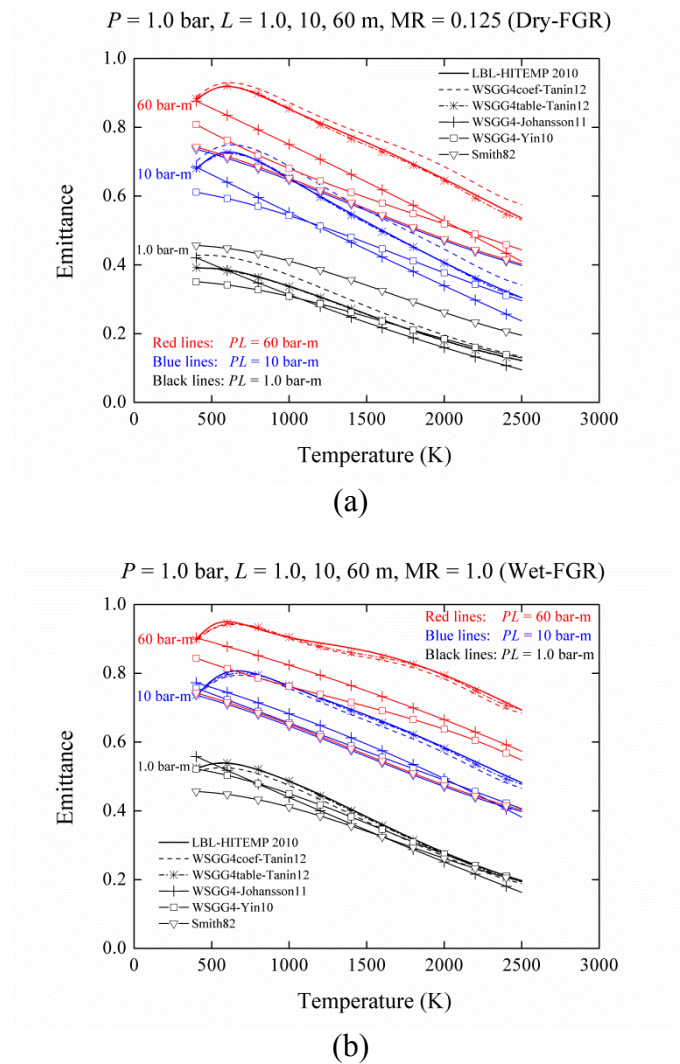 P = 1.0 bar, L = 1.0, 10, 60 m, MR = 0.125 (Dry-FGR)
1.0
0.8
0.6
0.4
0.2
0.0
Emittance
60 bar-m
10 bar-m
1.0 bar-m
LBL-HITEMP 2010
WSGG4coef-Tanin12
WSGG4table-Tanin12
WSGG4-Johansson11
WSGG4-Yin10
Smith82
Red lines: PL = 60 bar-m
Blue lines: PL = 10 bar-m
Black lines: PL = 1.0 bar-m
0 500 1000 1500 2000 2500 3000
Temperature (K)
(a)
P = 1.0 bar, L = 1.0, 10, 60 m, MR = 1.0 (Wet-FGR)
1.0
0.8
0.6
0.4
0.2
0.0
Emittance
Red lines: PL = 60 bar-m
Blue lines: PL = 10 bar-m
Black lines: PL = 1.0 bar-m
60 bar-m
10 bar-m
1.0 bar-m
LBL-HITEMP 2010
WSGG4coef-Tanin12
WSGG4table-Tanin12
WSGG4-Johansson11
WSGG4-Yin10
Smith82
0 500 1000 1500 2000 2500 3000
Temperature (K)
(b)